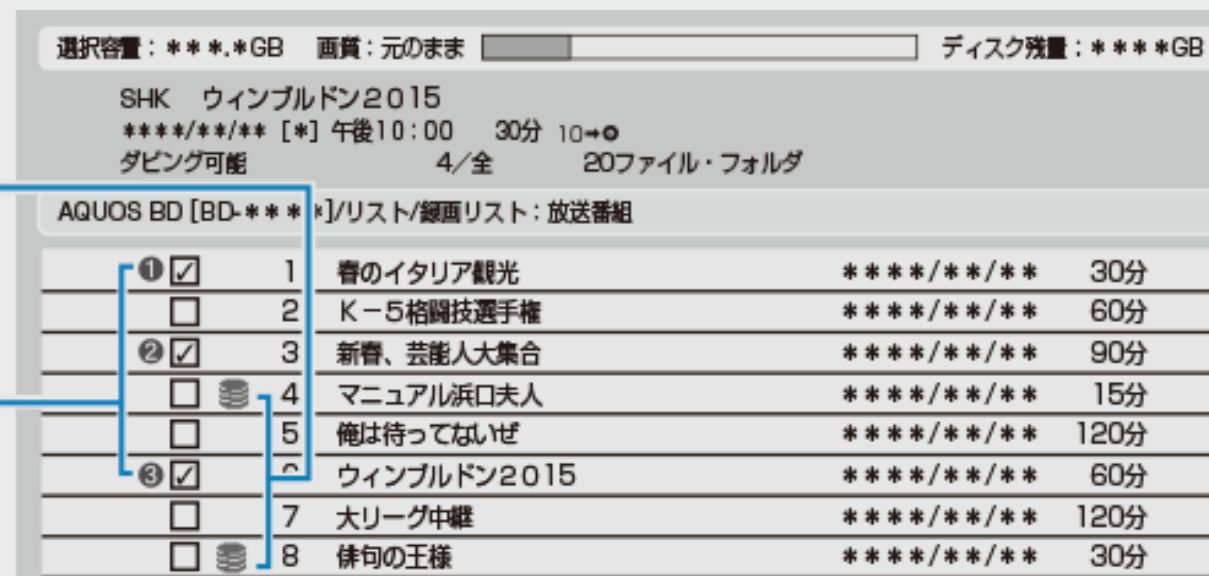 選択容量：＊＊＊.＊GB 画質：元のまま ディスク残量：＊＊＊＊GB
SHK ウィンブルドン２０１５
＊＊＊＊/＊＊/＊＊ [＊] 午後10：00 30分 10➡◎
ダビング可能 4／全 20ファイル・フォルダ
AQUOS BD [BD-＊＊＊＊]/リスト/録画リスト：放送番組
❶ ☑ 1 春のイタリア観光 ＊＊＊＊/＊＊/＊＊ 30分
☐ 2 Ｋ－５格闘技選手権 ＊＊＊＊/＊＊/＊＊ 60分
❷ ☑ 3 新春、芸能人大集合 ＊＊＊＊/＊＊/＊＊ 90分
☐ 4 マニュアル浜口夫人 ＊＊＊＊/＊＊/＊＊ 15分
☐ 5 俺は待ってないぜ ＊＊＊＊/＊＊/＊＊ 120分
❸ ☑ ウィンブルドン２０１５ ＊＊＊＊/＊＊/＊＊ 60分
☐ 7 大リーグ中継 ＊＊＊＊/＊＊/＊＊ 120分
☐ 8 俳句の王様 ＊＊＊＊/＊＊/＊＊ 30分